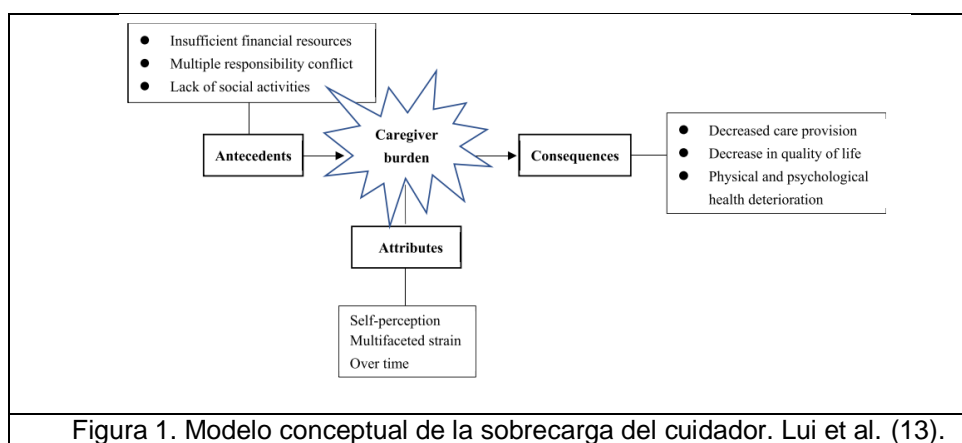 ● Insufficient financial resources
● Multiple responsibility conflict
● Lack of social activities
Antecedents
Caregiver
burden
Consequences
● Decreased care provision
● Decrease in quality of life
● Physical and psychological
health deterioration
Attributes
Self-perception
Multifaceted strain
Over time
Figura 1. Modelo conceptual de la sobrecarga del cuidador. Lui et al. (13).